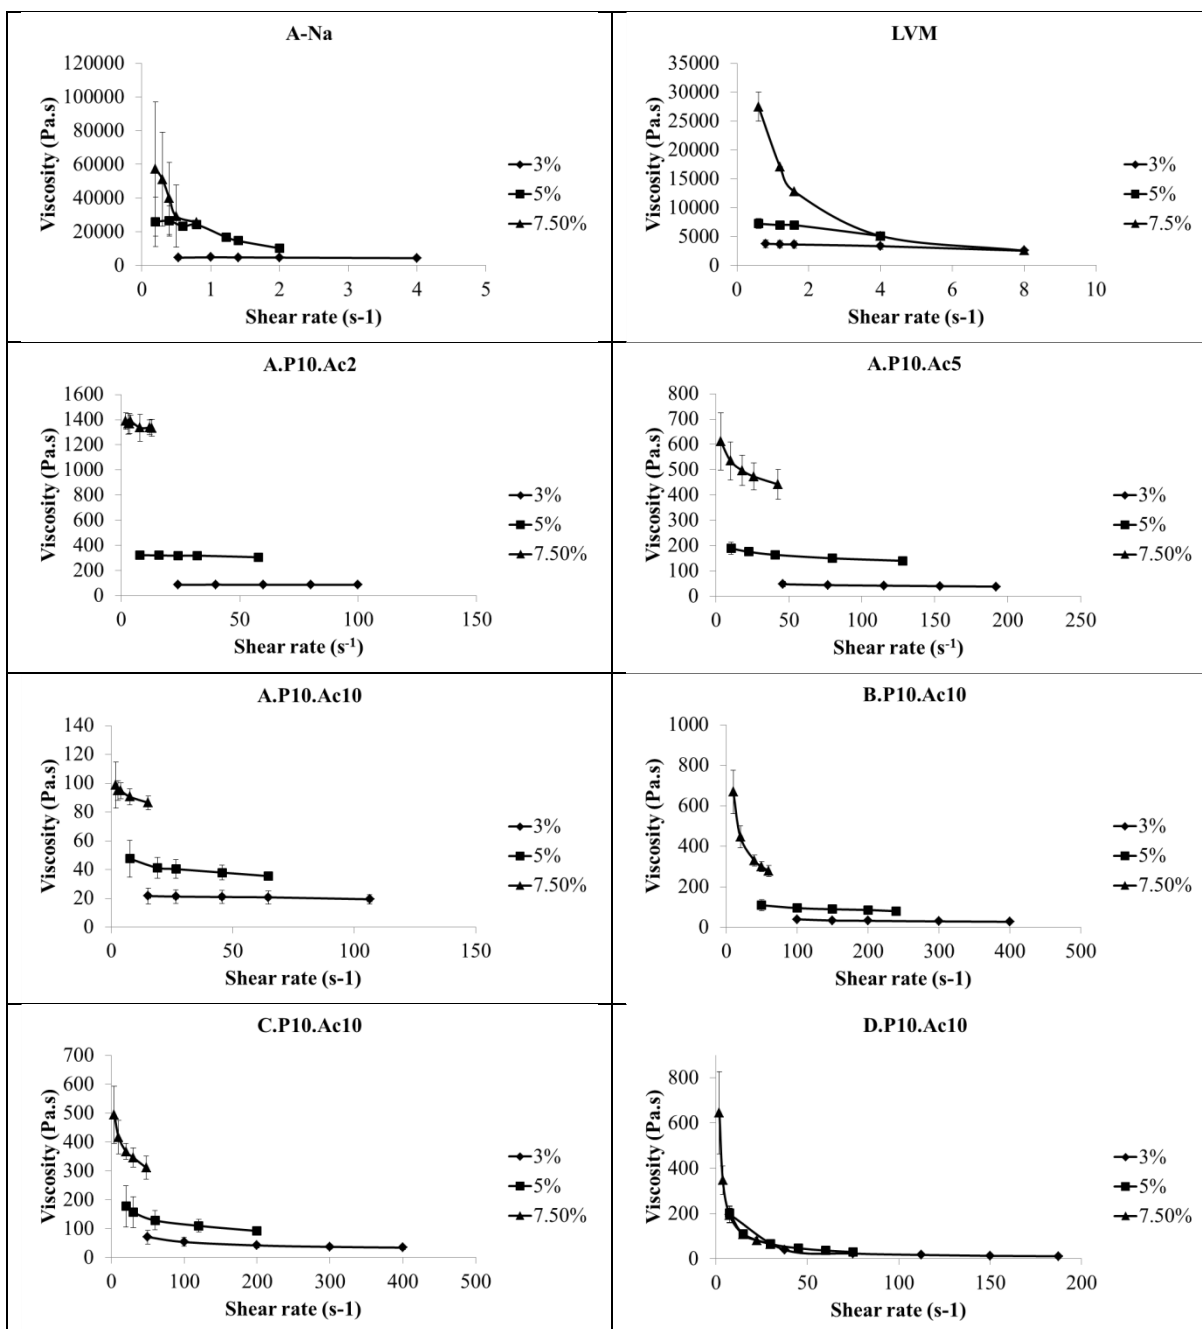 A-Na
Viscosity (Pa.s)
120000
100000
80000
60000
40000
20000
0
0 1 2 3 4 5
Shear rate (s-1)
3%
5%
7.50%
LVM
Viscosity (Pa.s)
35000
30000
25000
20000
15000
10000
5000
0
0 2 4 6 8 10
Shear rate (s-1)
3%
5%
7.5%
A.P10.Ac2
Viscosity (Pa.s)
1600
1400
1200
1000
800
600
400
200
0
0 50 100 150
Shear rate (s⁻¹)
3%
5%
7.50%
A.P10.Ac5
Viscosity (Pa.s)
800
700
600
500
400
300
200
100
0
0 50 100 150 200 250
Shear rate (s⁻¹)
3%
5%
7.50%
A.P10.Ac10
Viscosity (Pa.s)
140
120
100
80
60
40
20
0
0 50 100 150
Shear rate (s-1)
3%
5%
7.50%
B.P10.Ac10
Viscosity (Pa.s)
1000
800
600
400
200
0
0 100 200 300 400 500
Shear rate (s-1)
3%
5%
7.50%
C.P10.Ac10
Viscosity (Pa.s)
700
600
500
400
300
200
100
0
0 100 200 300 400 500
Shear rate (s-1)
3%
5%
7.50%
D.P10.Ac10
Viscosity (Pa.s)
800
600
400
200
0
0 50 100 150 200
Shear rate (s-1)
3%
5%
7.50%